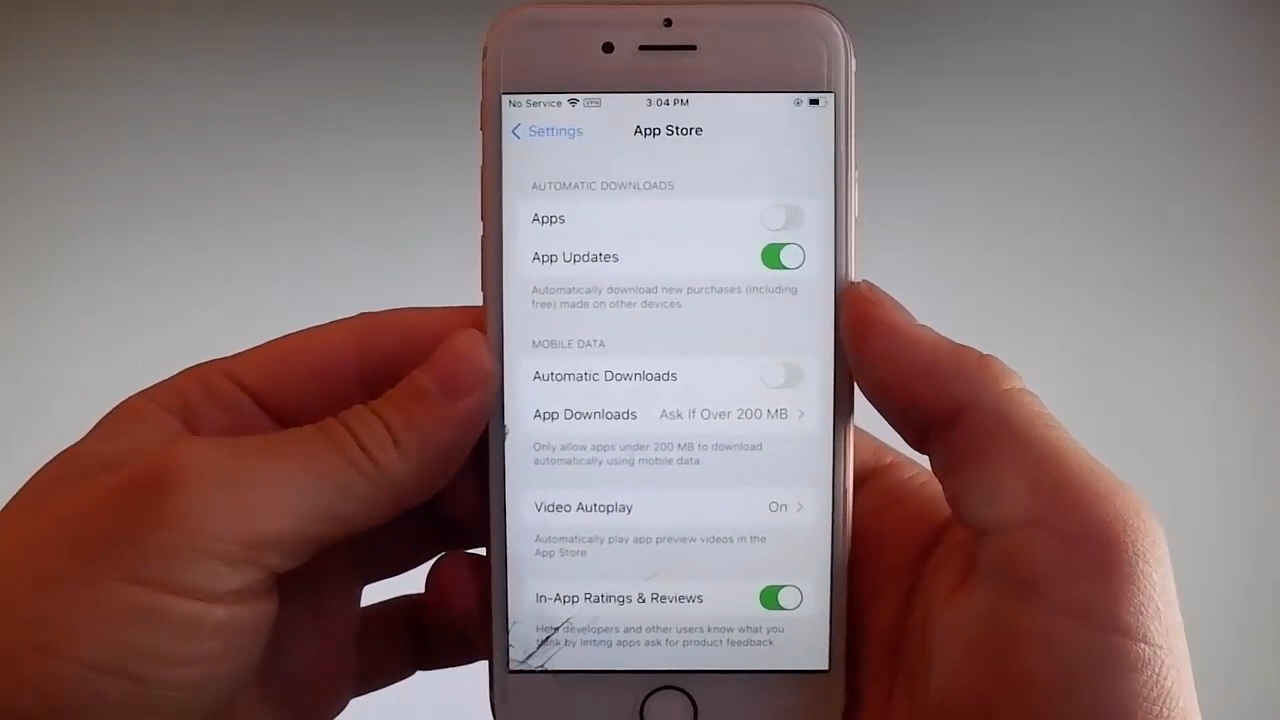 No Service VPN 3:04 PM
Settings App Store
AUTOMATIC DOWNLOADS
Apps
App Updates
Automatically download new purchases (including
free) made on other devices.
MOBILE DATA
Automatic Downloads
App Downloads Ask If Over 200 MB
Only allow apps under 200 MB to download
automatically using mobile data.
Video Autoplay On
Automatically play app preview videos in the
App Store
In-App Ratings & Reviews
Help developers and other users know what you
think by letting apps ask for product feedback.